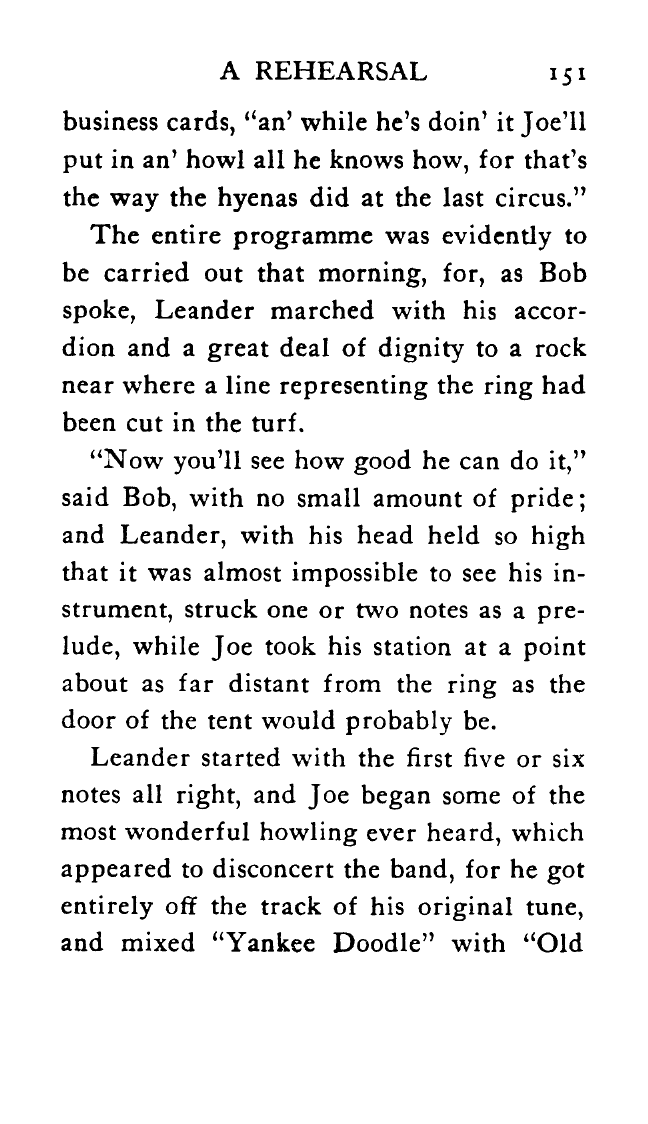 A REHEARSAL 151
business cards, “an’ while he’s doin’ it Joe’ll
put in an’ howl all he knows how, for that’s
the way the hyenas did at the last circus.”
The entire programme was evidently to
be carried out that morning, for, as Bob
spoke, Leander marched with his accor-
dion and a great deal of dignity to a rock
near where a line representing the ring had
been cut in the turf.
“Now you’ll see how good he can do it,”
said Bob, with no small amount of pride;
and Leander, with his head held so high
that it was almost impossible to see his in-
strument, struck one or two notes as a pre-
lude, while Joe took his station at a point
about as far distant from the ring as the
door of the tent would probably be.
Leander started with the first five or six
notes all right, and Joe began some of the
most wonderful howling ever heard, which
appeared to disconcert the band, for he got
entirely off the track of his original tune,
and mixed “Yankee Doodle” with “Old